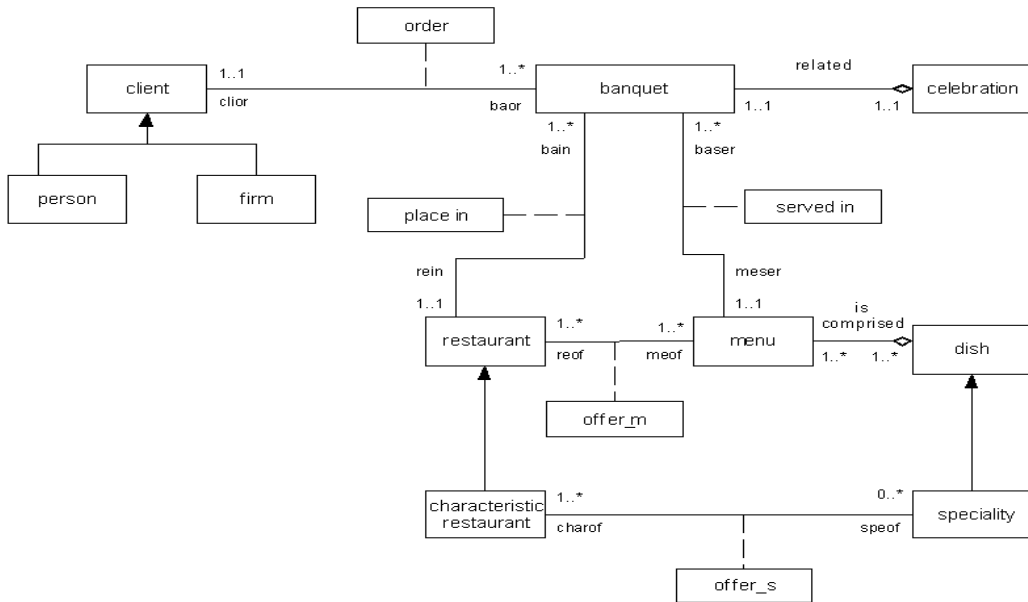 order
client
1..1
clior
1..*
baor
banquet
related
1..1
1..1
celebration
1..*
bain
1..*
baser
person
firm
place in
served in
rein
1..1
meser
1..1
restaurant
1..*
reof
1..*
meof
menu
is
comprised
1..*
1..*
dish
offer_m
characteristic
restaurant
1..*
charof
0..*
speof
speciality
offer_s